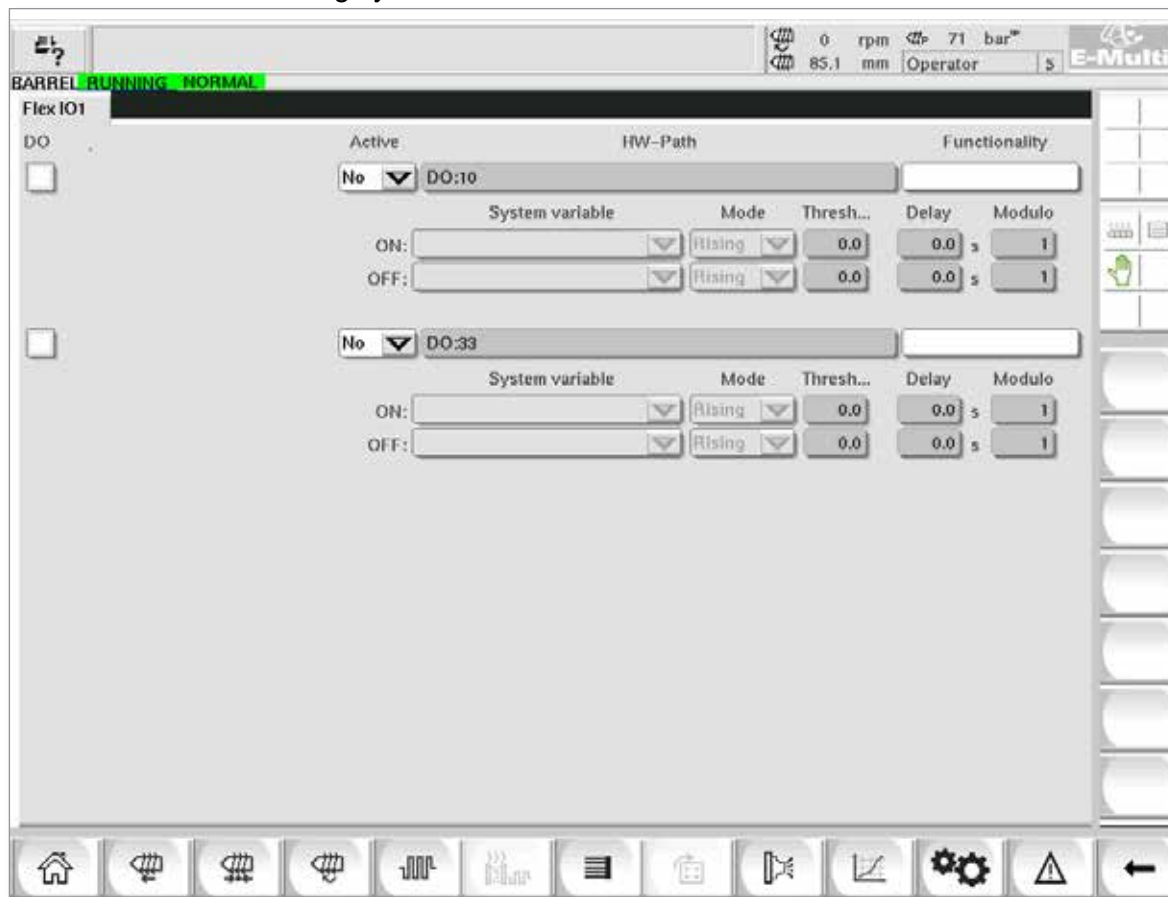 ?
0 rpm 71 bar
85.1 mm Operator S
E-Multi
BARREL RUNNING NORMAL
Flex IO1
DO Active HW-Path Functionality
No DO:10
System variable Mode Thresh... Delay Modulo
ON: Rising 0.0 0.0 s 1
OFF: Rising 0.0 0.0 s 1
No DO:33
System variable Mode Thresh... Delay Modulo
ON: Rising 0.0 0.0 s 1
OFF: Rising 0.0 0.0 s 1